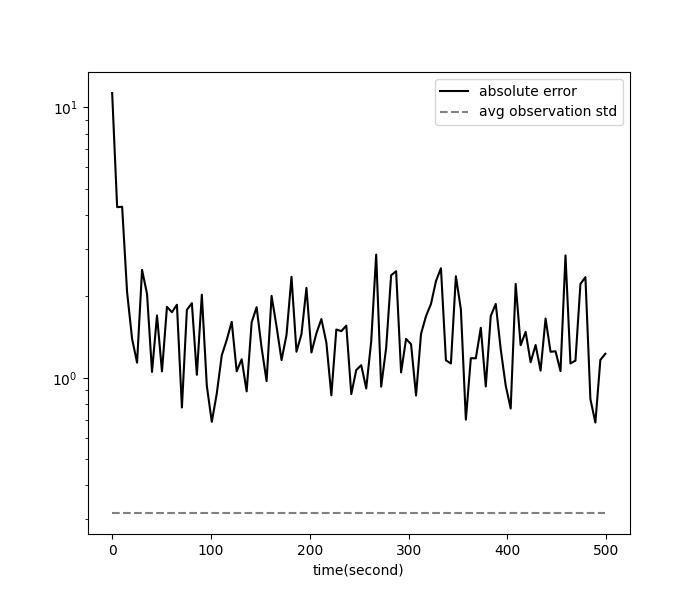 absolute error
avg observation std
10¹
10⁰
0 100 200 300 400 500
time(second)